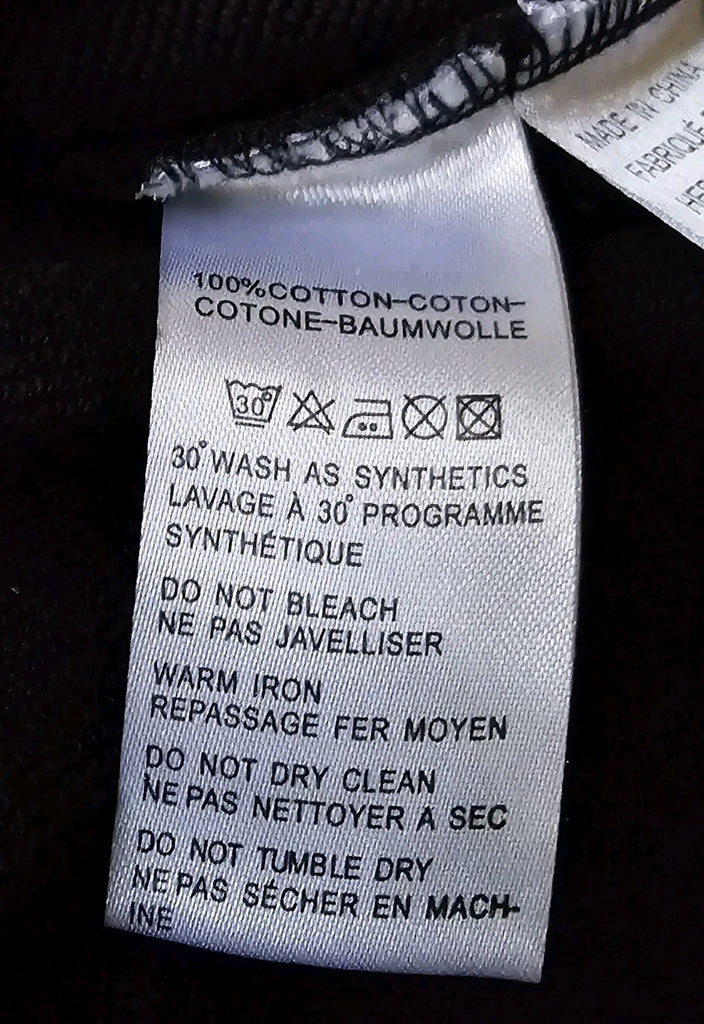 MADE IN CHINA
100%COTTON-COTON-
COTONE-BAUMWOLLE
30°
30°WASH AS SYNTHETICS
LAVAGE À 30° PROGRAMME
SYNTHÉTIQUE
DO NOT BLEACH
NE PAS JAVELLISER
WARM IRON
REPASSAGE FER MOYEN
DO NOT DRY CLEAN
NE PAS NETTOYER A SEC
DO NOT TUMBLE DRY
NE PAS SÉCHER EN MACH-
INE